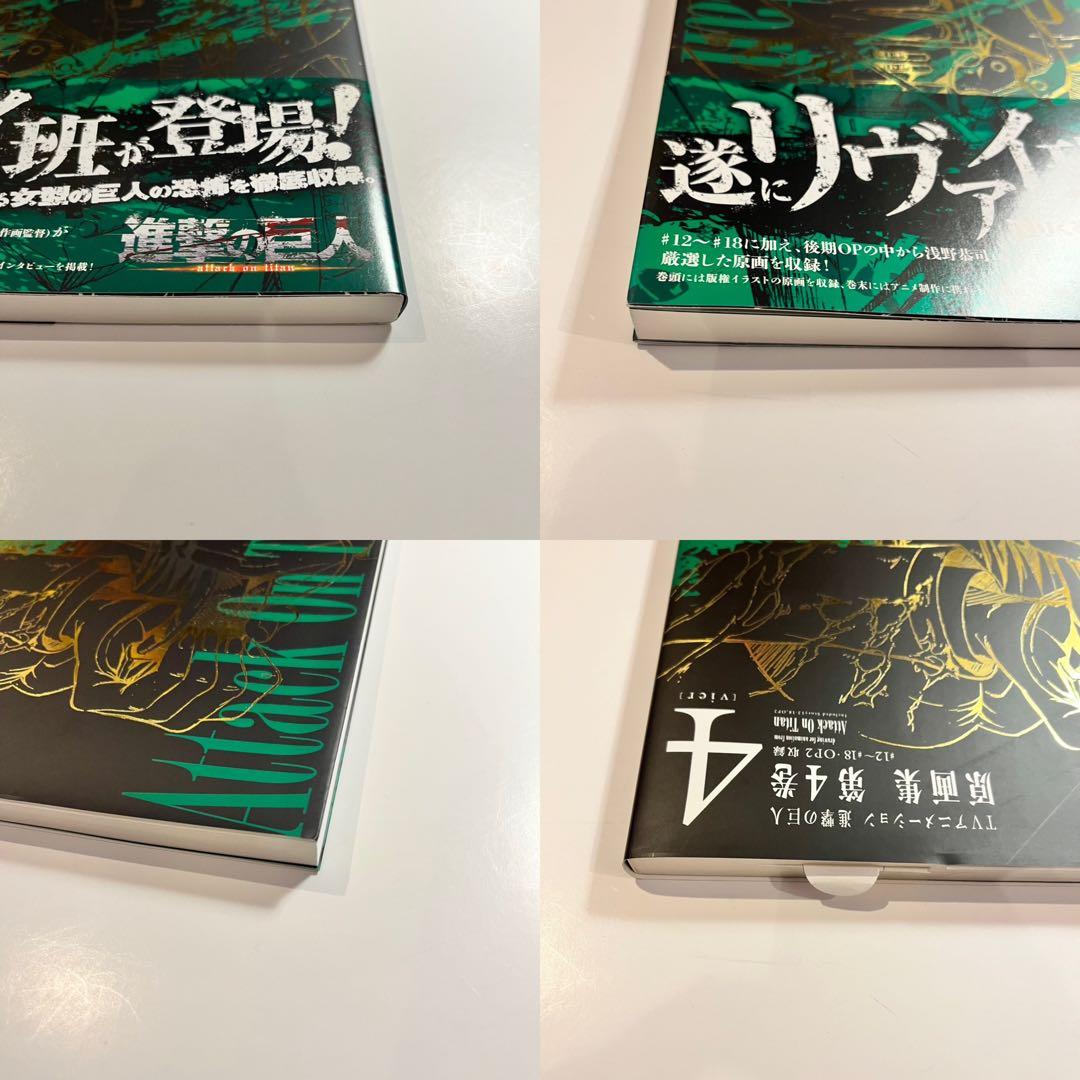 班が登場!
女型の巨人の恐怖を徹底収録。
作画監督)が
インタビューを掲載!
進撃の巨人
attack on titan
遂にリヴァイ
#12〜#18に加え、後期OPの中から浅野恭司
厳選した原画を収録!
巻頭には版権イラストの原画を収録、巻末にはアニメ制作に
Attack on
TVアニメーション 進撃の巨人
原画集 第4巻
#12〜#18・OP2 収録
drawing for animation from
Attack On Titan
4
[vier]